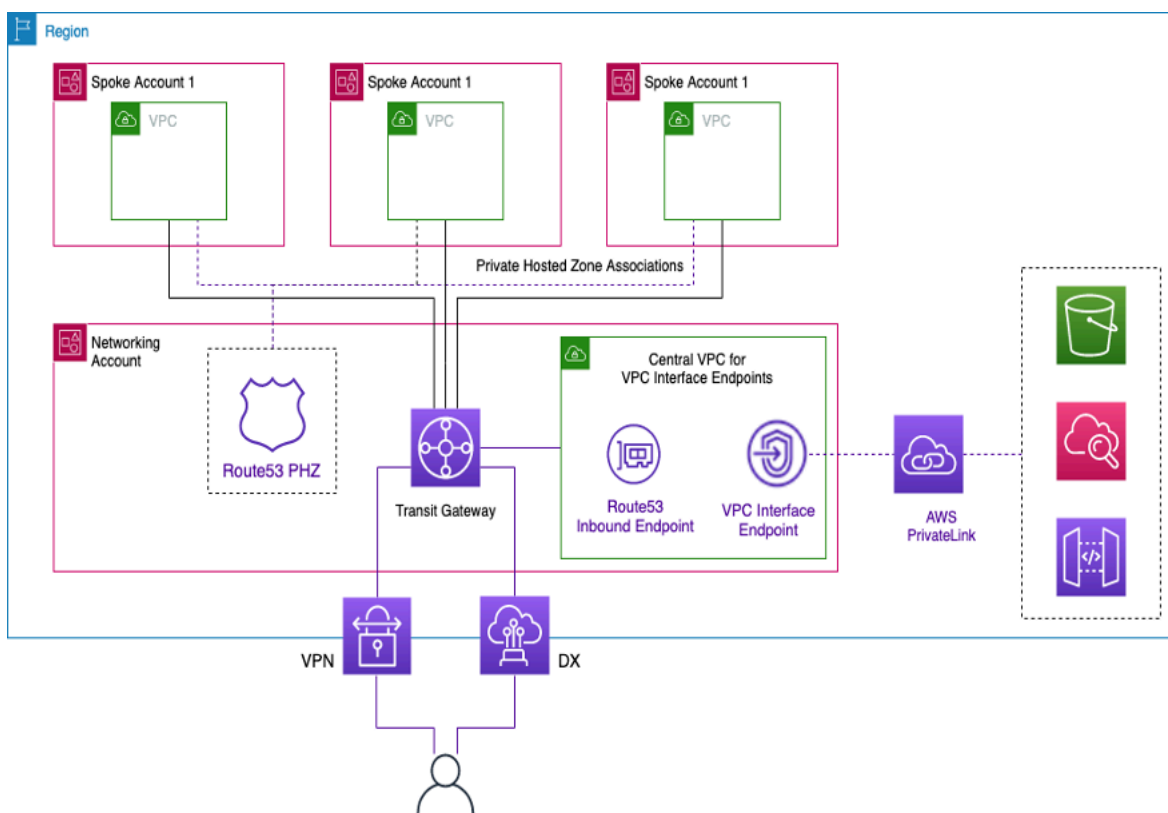 Region
Spoke Account 1
Spoke Account 1
Spoke Account 1
VPC
VPC
VPC
Private Hosted Zone Associations
Networking
Account
Central VPC for
VPC Interface Endpoints
Route53 PHZ
Transit Gateway
Route53
Inbound Endpoint
VPC Interface
Endpoint
AWS
PrivateLink
VPN
DX